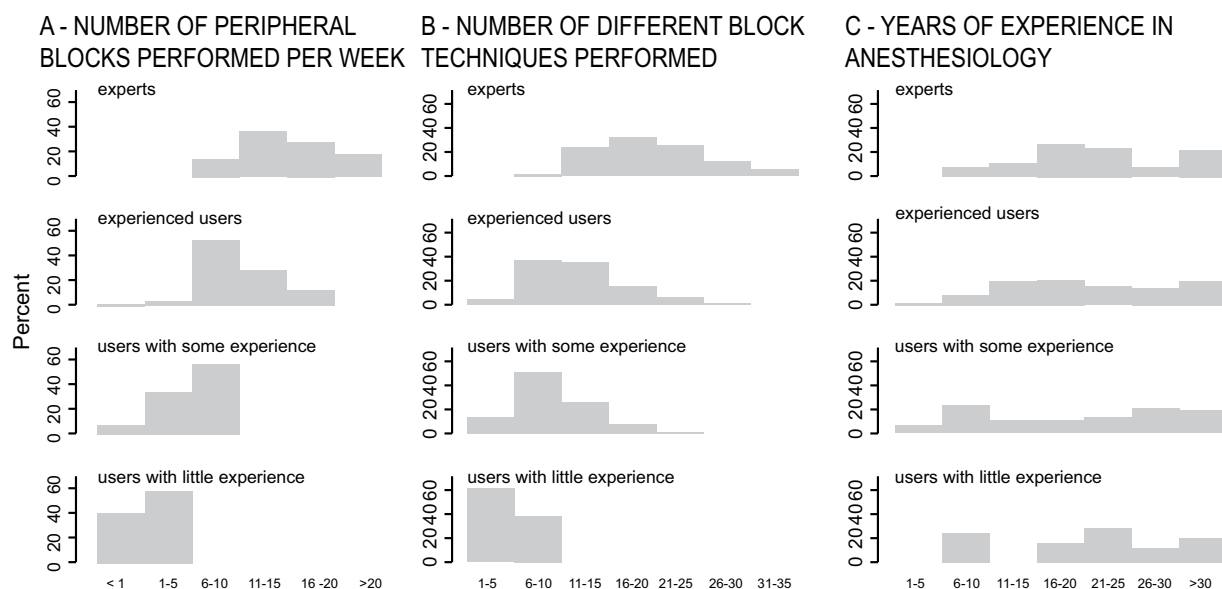 A - NUMBER OF PERIPHERAL
BLOCKS PERFORMED PER WEEK
B - NUMBER OF DIFFERENT BLOCK
TECHNIQUES PERFORMED
C - YEARS OF EXPERIENCE IN
ANESTHESIOLOGY
Percent
experts
0 20 40 60
experts
0 20 40 60
experts
0 20 40 60
experienced users
0 20 40 60
experienced users
0 20 40 60
experienced users
0 20 40 60
users with some experience
0 20 40 60
users with some experience
0 20 40 60
users with some experience
0 20 40 60
users with little experience
0 20 40 60
users with little experience
0 20 40 60
users with little experience
0 20 40 60
< 1 1-5 6-10 11-15 16 -20 >20
1-5 6-10 11-15 16-20 21-25 26-30 31-35
1-5 6-10 11-15 16-20 21-25 26-30 >30